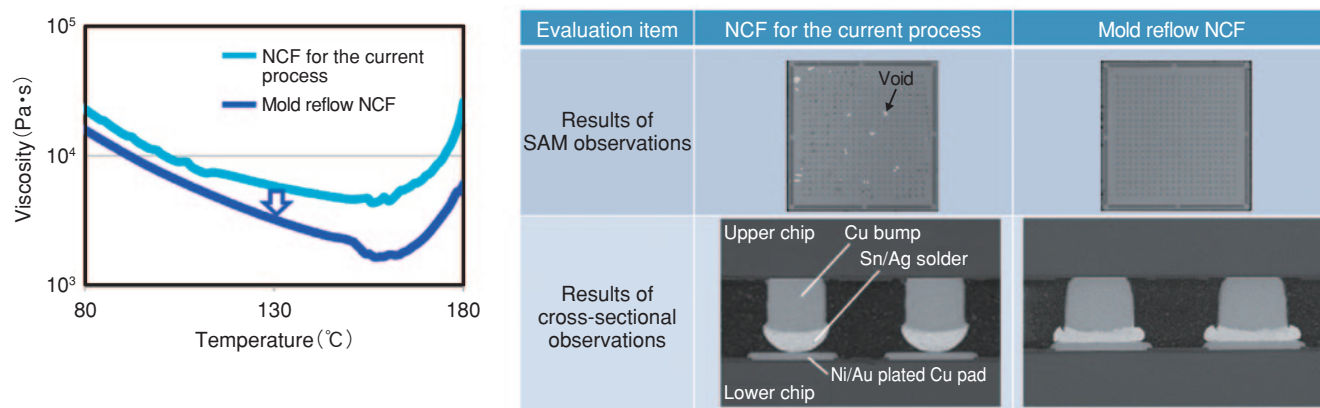 10⁵
10⁴
10³
Viscosity (Pa•s)
NCF for the current
process
Mold reflow NCF
80
130
180
Temperature (℃)
Evaluation item
NCF for the current process
Mold reflow NCF
Results of
SAM observations
Void
Results of
cross-sectional
observations
Upper chip
Cu bump
Sn/Ag solder
Ni/Au plated Cu pad
Lower chip